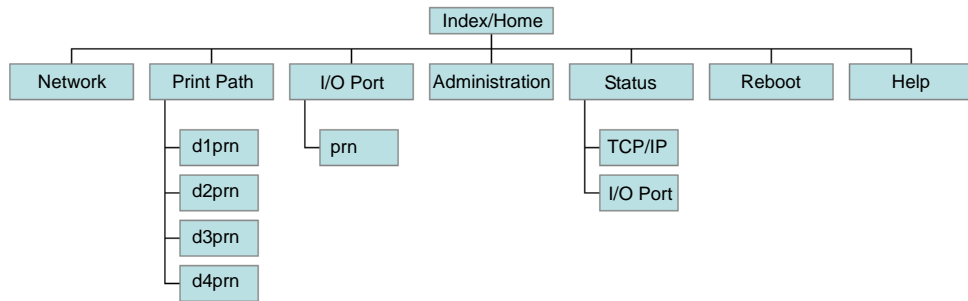 Index/Home
Network
Print Path
I/O Port
Administration
Status
Reboot
Help
d1prn
prn
TCP/IP
d2prn
I/O Port
d3prn
d4prn